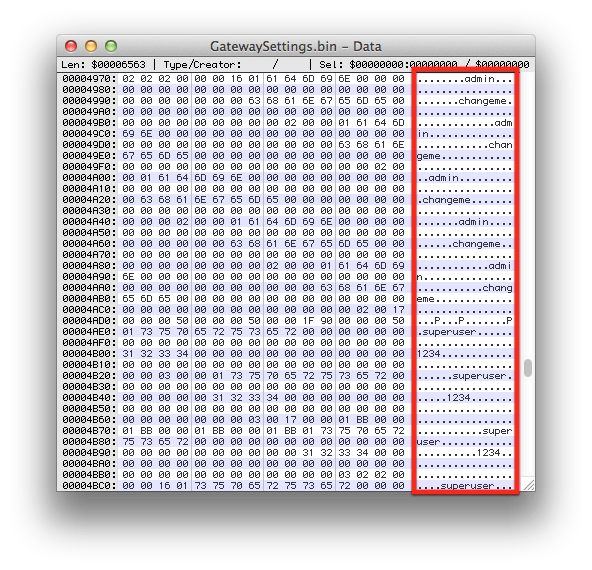 GatewaySettings.bin – Data
Len: $00006563 | Type/Creator: / | Sel: $00000000:00000000 / $00000000
00004970: 02 02 02 00 00 00 16 01 61 64 6D 69 6E 00 00 00 ........admin...
00004980: 00 00 00 00 00 00 00 00 00 00 00 00 00 00 00 00 ................
00004990: 00 00 00 00 00 00 00 63 68 61 6E 67 65 6D 65 00 .......changeme.
000049A0: 00 00 00 00 00 00 00 00 00 00 00 00 00 00 00 00 ................
000049B0: 00 00 00 00 00 00 00 00 00 02 00 00 01 61 64 6D .............adm
000049C0: 69 6E 00 00 00 00 00 00 00 00 00 00 00 00 00 00 in..............
000049D0: 00 00 00 00 00 00 00 00 00 00 00 00 63 68 61 6E ............chan
000049E0: 67 65 6D 65 00 00 00 00 00 00 00 00 00 00 00 00 geme............
000049F0: 00 00 00 00 00 00 00 00 00 00 00 00 00 00 02 00 ................
00004A00: 00 01 61 64 6D 69 6E 00 00 00 00 00 00 00 00 00 ..admin.........
00004A10: 00 00 00 00 00 00 00 00 00 00 00 00 00 00 00 00 ................
00004A20: 00 63 68 61 6E 67 65 6D 65 00 00 00 00 00 00 00 .changeme.......
00004A30: 00 00 00 00 00 00 00 00 00 00 00 00 00 00 00 00 ................
00004A40: 00 00 00 02 00 00 01 61 64 6D 69 6E 00 00 00 00 .......admin....
00004A50: 00 00 00 00 00 00 00 00 00 00 00 00 00 00 00 00 ................
00004A60: 00 00 00 00 00 00 63 68 61 6E 67 65 6D 65 00 00 ......changeme..
00004A70: 00 00 00 00 00 00 00 00 00 00 00 00 00 00 00 00 ................
00004A80: 00 00 00 00 00 00 00 00 02 00 00 01 61 64 6D 69 ............admi
00004A90: 6E 00 00 00 00 00 00 00 00 00 00 00 00 00 00 00 n...............
00004AA0: 00 00 00 00 00 00 00 00 00 00 00 63 68 61 6E 67 ...........chang
00004AB0: 65 6D 65 00 00 00 00 00 00 00 00 00 00 00 00 00 eme.............
00004AC0: 00 00 00 00 00 00 00 00 00 00 00 00 00 02 00 17 ................
00004AD0: 00 00 00 50 00 00 00 50 00 00 1F 90 00 00 00 50 ...P...P.......P
00004AE0: 01 73 75 70 65 72 75 73 65 72 00 00 00 00 00 00 .superuser......
00004AF0: 00 00 00 00 00 00 00 00 00 00 00 00 00 00 00 00 ................
00004B00: 31 32 33 34 00 00 00 00 00 00 00 00 00 00 00 00 1234............
00004B10: 00 00 00 00 00 00 00 00 00 00 00 00 00 00 00 00 ................
00004B20: 00 00 03 00 00 01 73 75 70 65 72 75 73 65 72 00 ......superuser.
00004B30: 00 00 00 00 00 00 00 00 00 00 00 00 00 00 00 00 ................
00004B40: 00 00 00 00 00 31 32 33 34 00 00 00 00 00 00 00 .....1234.......
00004B50: 00 00 00 00 00 00 00 00 00 00 00 00 00 00 00 00 ................
00004B60: 00 00 00 00 00 00 00 03 00 17 00 00 01 BB 00 00 ................
00004B70: 01 BB 00 00 01 BB 00 00 01 BB 01 73 75 70 65 72 ...........super
00004B80: 75 73 65 72 00 00 00 00 00 00 00 00 00 00 00 00 user............
00004B90: 00 00 00 00 00 00 00 00 00 00 31 32 33 34 00 00 ..........1234..
00004BA0: 00 00 00 00 00 00 00 00 00 00 00 00 00 00 00 00 ................
00004BB0: 00 00 00 00 00 00 00 00 00 00 00 00 03 02 02 00 ................
00004BC0: 00 00 16 01 73 75 70 65 72 75 73 65 72 00 00 00 ....superuser...